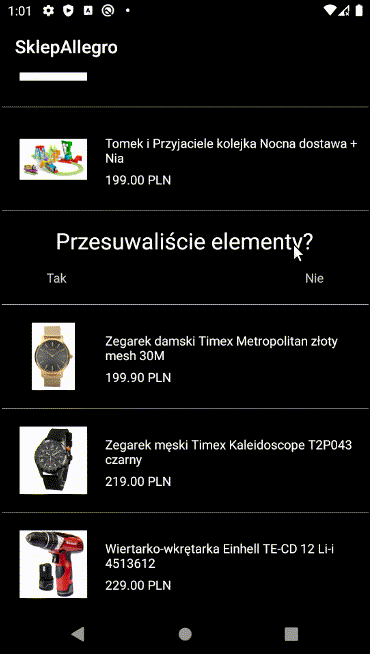 1:01
SklepAllegro
Tomek i Przyjaciele kolejka Nocna dostawa +
Nia
199.00 PLN
Przesuwaliście elementy?
Tak
Nie
Zegarek damski Timex Metropolitan złoty
mesh 30M
199.90 PLN
Zegarek męski Timex Kaleidoscope T2P043
czarny
219.00 PLN
Wiertarko-wkrętarka Einhell TE-CD 12 Li-i
4513612
229.00 PLN